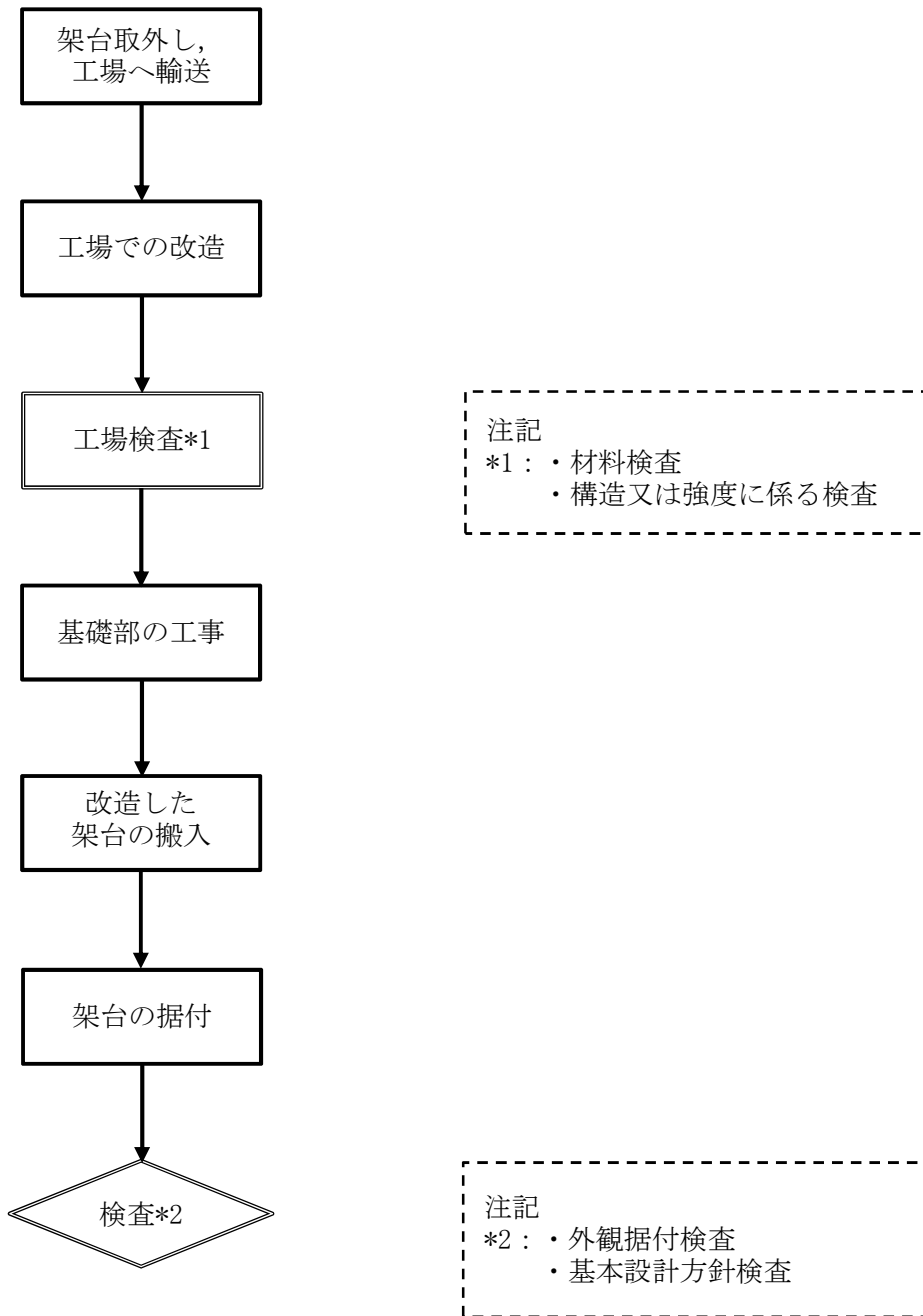 架台取外し，
工場へ輸送
工場での改造
工場検査*1
注記
*1：・材料検査
・構造又は強度に係る検査
基礎部の工事
改造した
架台の搬入
架台の据付
検査*2
注記
*2：・外観据付検査
・基本設計方針検査